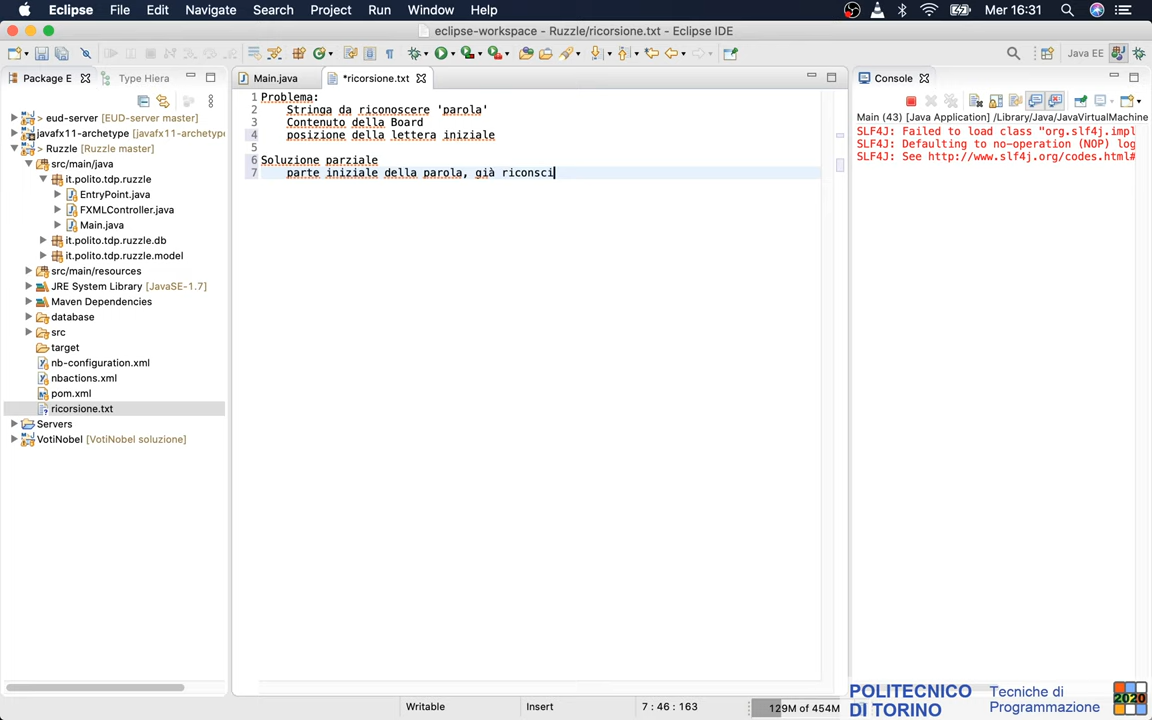 Eclipse File Edit Navigate Search Project Run Window Help Mer 16:31
eclipse-workspace - Ruzzle/ricorsione.txt - Eclipse IDE
Java EE
Package E Type Hiera
Main.java *ricorsione.txt
Console
> eud-server [EUD-server master]
javafx11-archetype [javafx11-archetype
> Ruzzle [Ruzzle master]
src/main/java
it.polito.tdp.ruzzle
EntryPoint.java
FXMLController.java
Main.java
it.polito.tdp.ruzzle.db
it.polito.tdp.ruzzle.model
src/main/resources
JRE System Library [JavaSE-1.7]
Maven Dependencies
database
src
target
nb-configuration.xml
nbactions.xml
pom.xml
ricorsione.txt
Servers
VotiNobel [VotiNobel soluzione]
1 Problema:
2 Stringa da riconoscere 'parola'
3 Contenuto della Board
4 posizione della lettera iniziale
5
6 Soluzione parziale
7 parte iniziale della parola, già riconsci
Main (43) [Java Application] /Library/Java/JavaVirtualMachine
SLF4J: Failed to load class "org.slf4j.impl
SLF4J: Defaulting to no-operation (NOP) log
SLF4J: See http://www.slf4j.org/codes.html#
Writable Insert 7 : 46 : 163 129M of 454M
POLITECNICO
DI TORINO
Tecniche di
Programmazione
2020